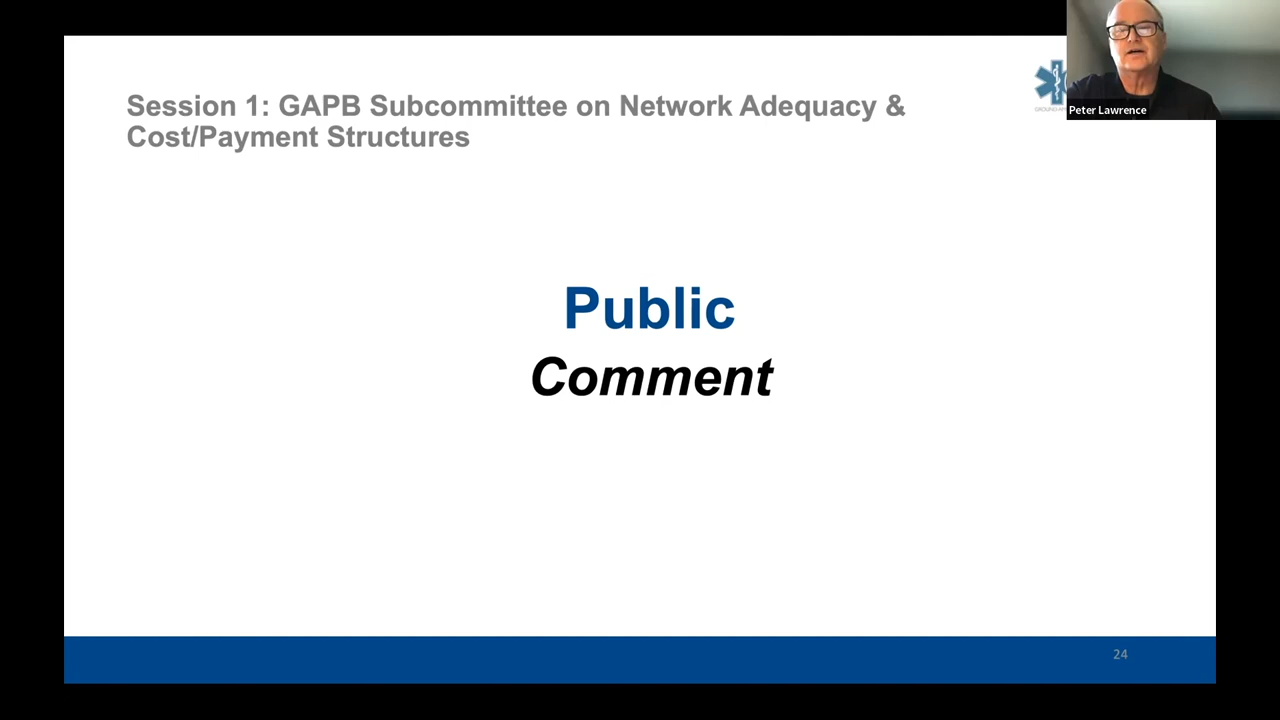 Session 1: GAPB Subcommittee on Network Adequacy &
Cost/Payment Structures
Peter Lawrence
Public
Comment
24